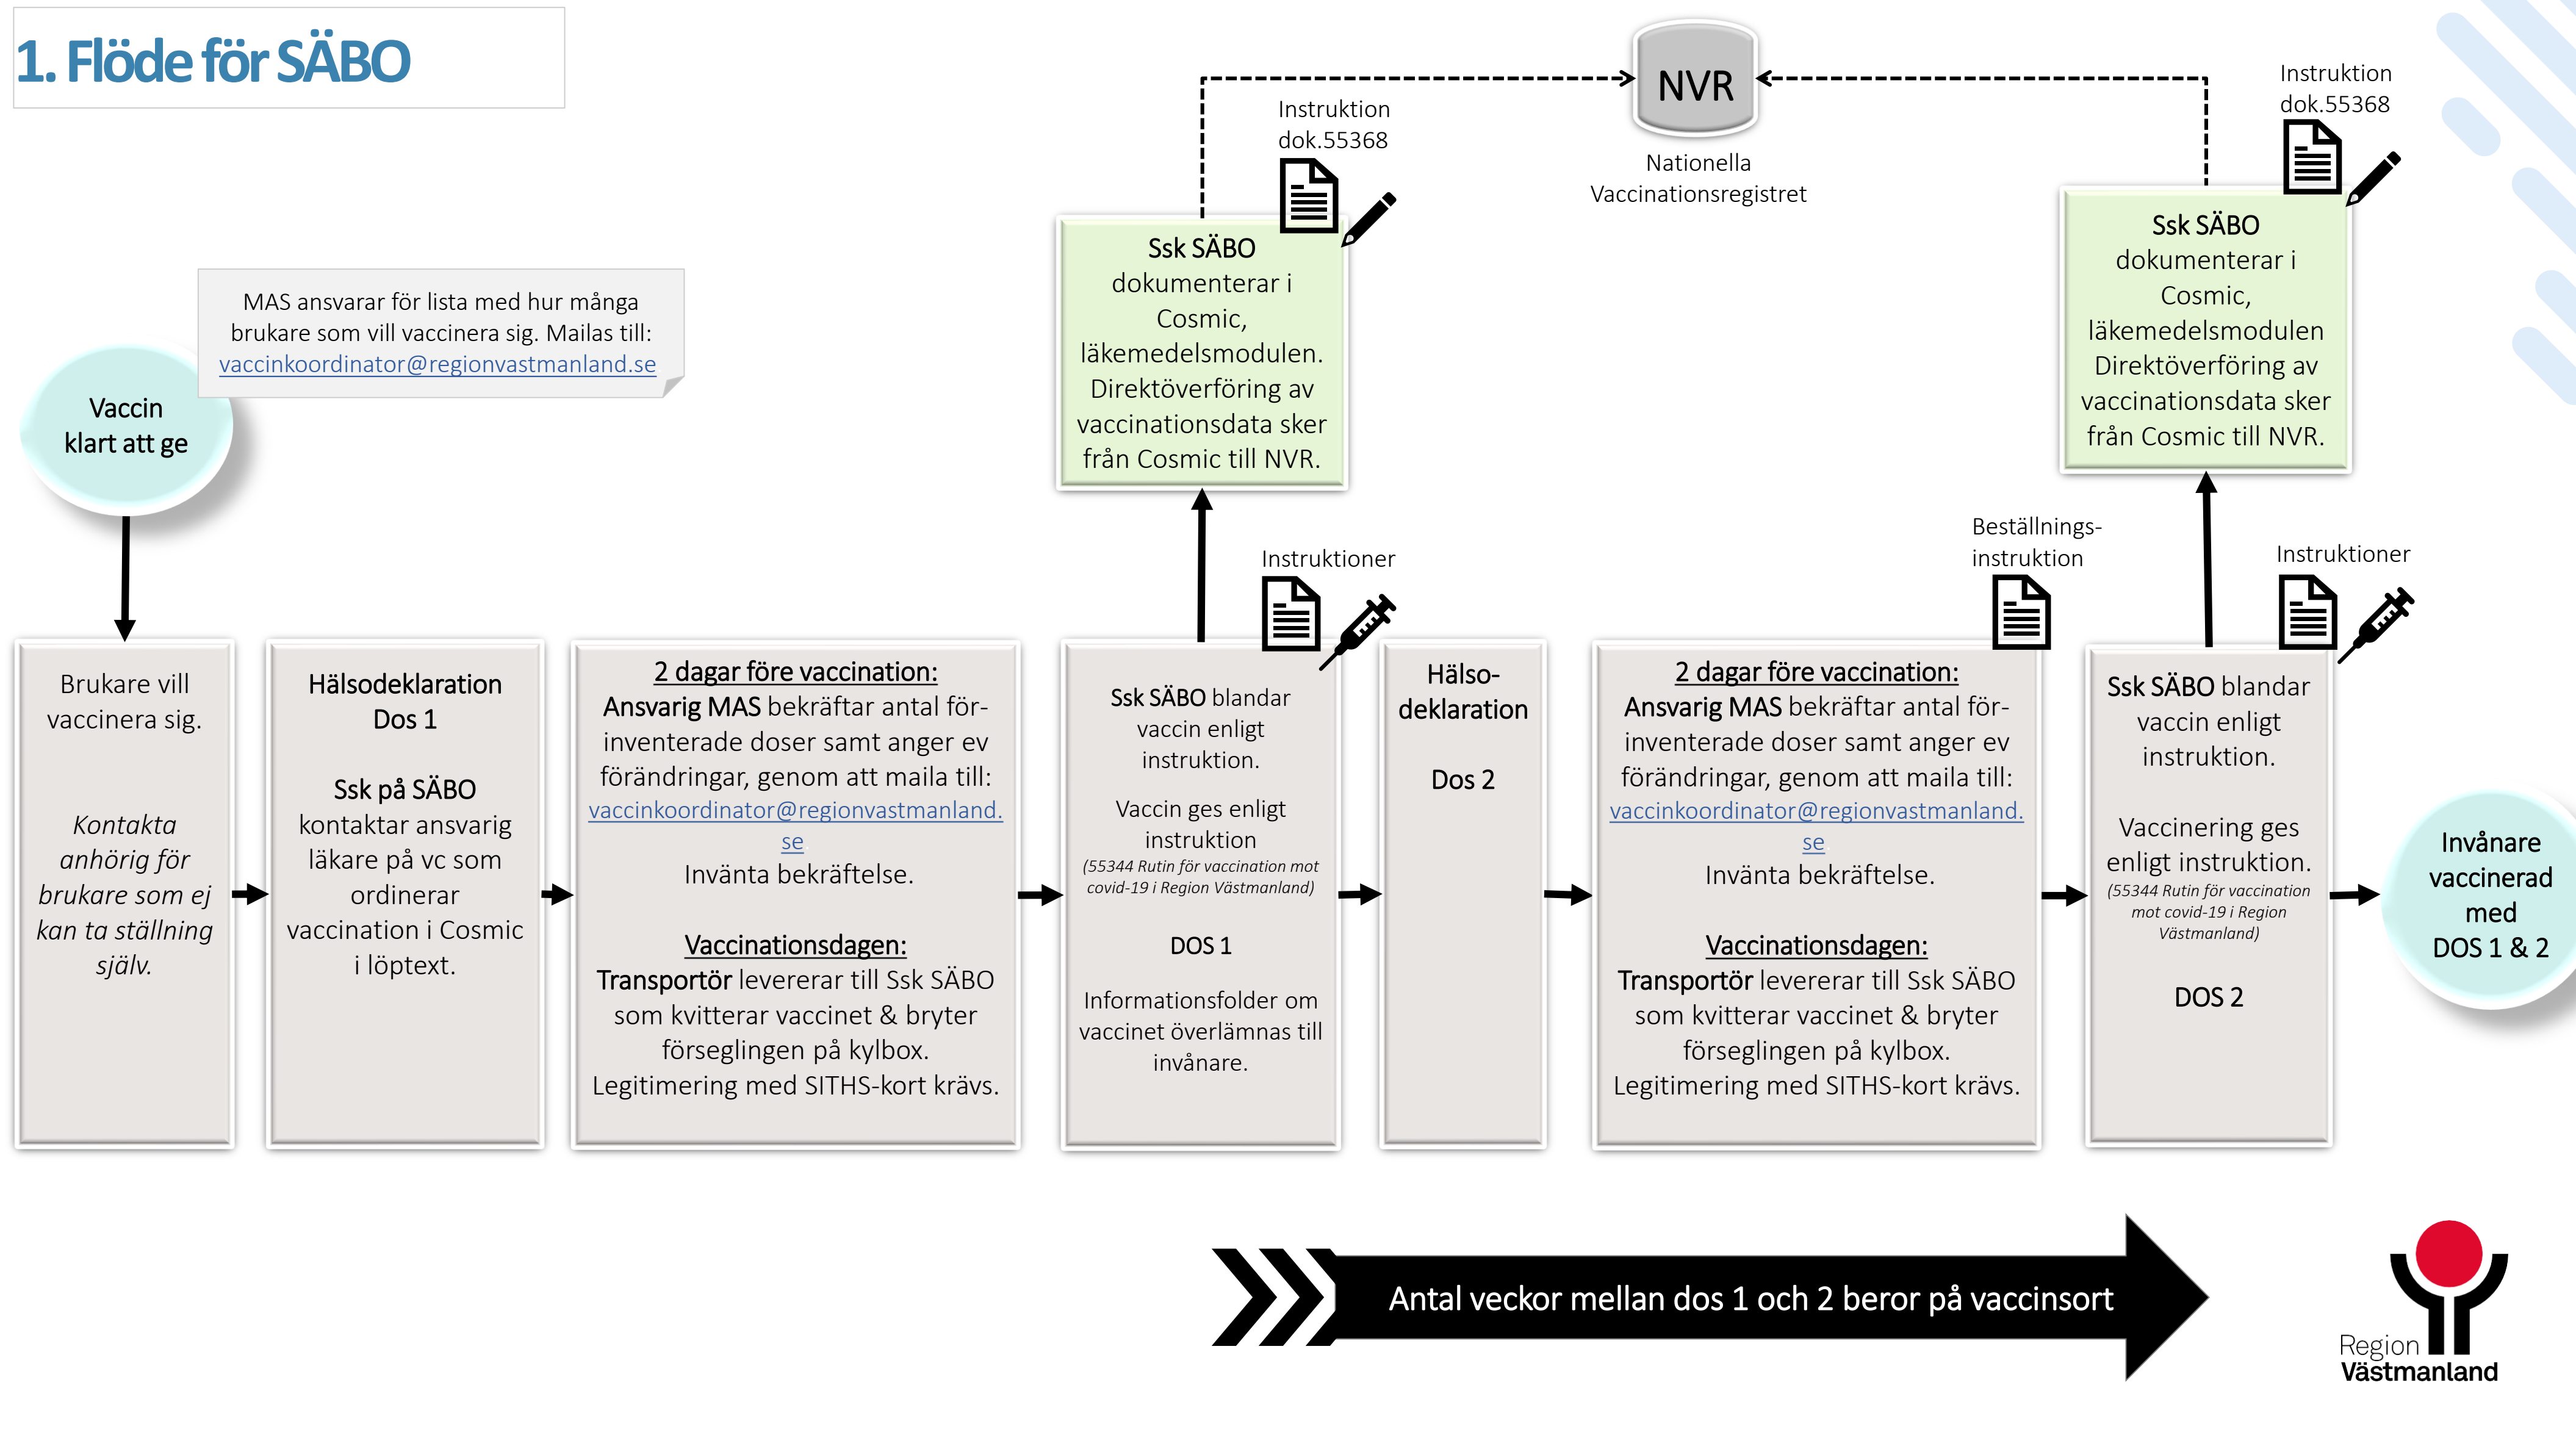 1. Flöde för SÄBO
MAS ansvarar för lista med hur många
brukare som vill vaccinera sig. Mailas till:
vaccinkoordinator@regionvastmanland.se
Vaccin
klart att ge
Instruktion
dok.55368
NVR
Nationella
Vaccinationsregistret
Instruktion
dok.55368
Ssk SÄBO
dokumenterar i
Cosmic,
läkemedelsmodulen.
Direktöverföring av
vaccinationsdata sker
från Cosmic till NVR.
Ssk SÄBO
dokumenterar i
Cosmic,
läkemedelsmodulen
Direktöverföring av
vaccinationsdata sker
från Cosmic till NVR.
Instruktioner
Beställnings-
instruktion
Instruktioner
Brukare vill
vaccinera sig.
Kontakta
anhörig för
brukare som ej
kan ta ställning
själv.
Hälsodeklaration
Dos 1
Ssk på SÄBO
kontaktar ansvarig
läkare på vc som
ordinerar
vaccination i Cosmic
i löptext.
2 dagar före vaccination:
Ansvarig MAS bekräftar antal för-
inventerade doser samt anger ev
förändringar, genom att maila till:
vaccinkoordinator@regionvastmanland.
se
Invänta bekräftelse.
Vaccinationsdagen:
Transportör levererar till Ssk SÄBO
som kvitterar vaccinet & bryter
förseglingen på kylbox.
Legitimering med SITHS-kort krävs.
Ssk SÄBO blandar
vaccin enligt
instruktion.
Vaccin ges enligt
instruktion
(55344 Rutin för vaccination mot
covid-19 i Region Västmanland)
DOS 1
Informationsfolder om
vaccinet överlämnas till
invånare.
Hälso-
deklaration
Dos 2
2 dagar före vaccination:
Ansvarig MAS bekräftar antal för-
inventerade doser samt anger ev
förändringar, genom att maila till:
vaccinkoordinator@regionvastmanland.
se
Invänta bekräftelse.
Vaccinationsdagen:
Transportör levererar till Ssk SÄBO
som kvitterar vaccinet & bryter
förseglingen på kylbox.
Legitimering med SITHS-kort krävs.
Ssk SÄBO blandar
vaccin enligt
instruktion.
Vaccinering ges
enligt instruktion.
(55344 Rutin för vaccination
mot covid-19 i Region
Västmanland)
DOS 2
Invånare
vaccinerad
med
DOS 1 & 2
Antal veckor mellan dos 1 och 2 beror på vaccinsort
Region
Västmanland